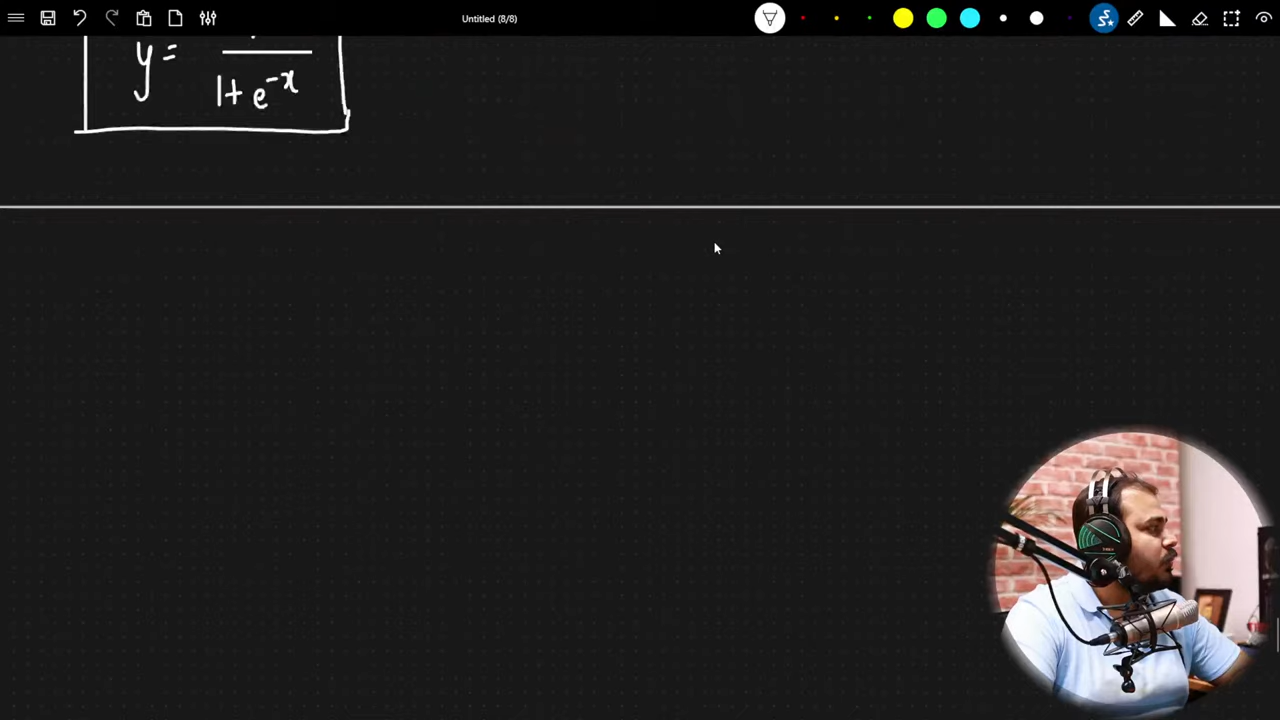 Untitled (8/8)
y =
1+ e^-x